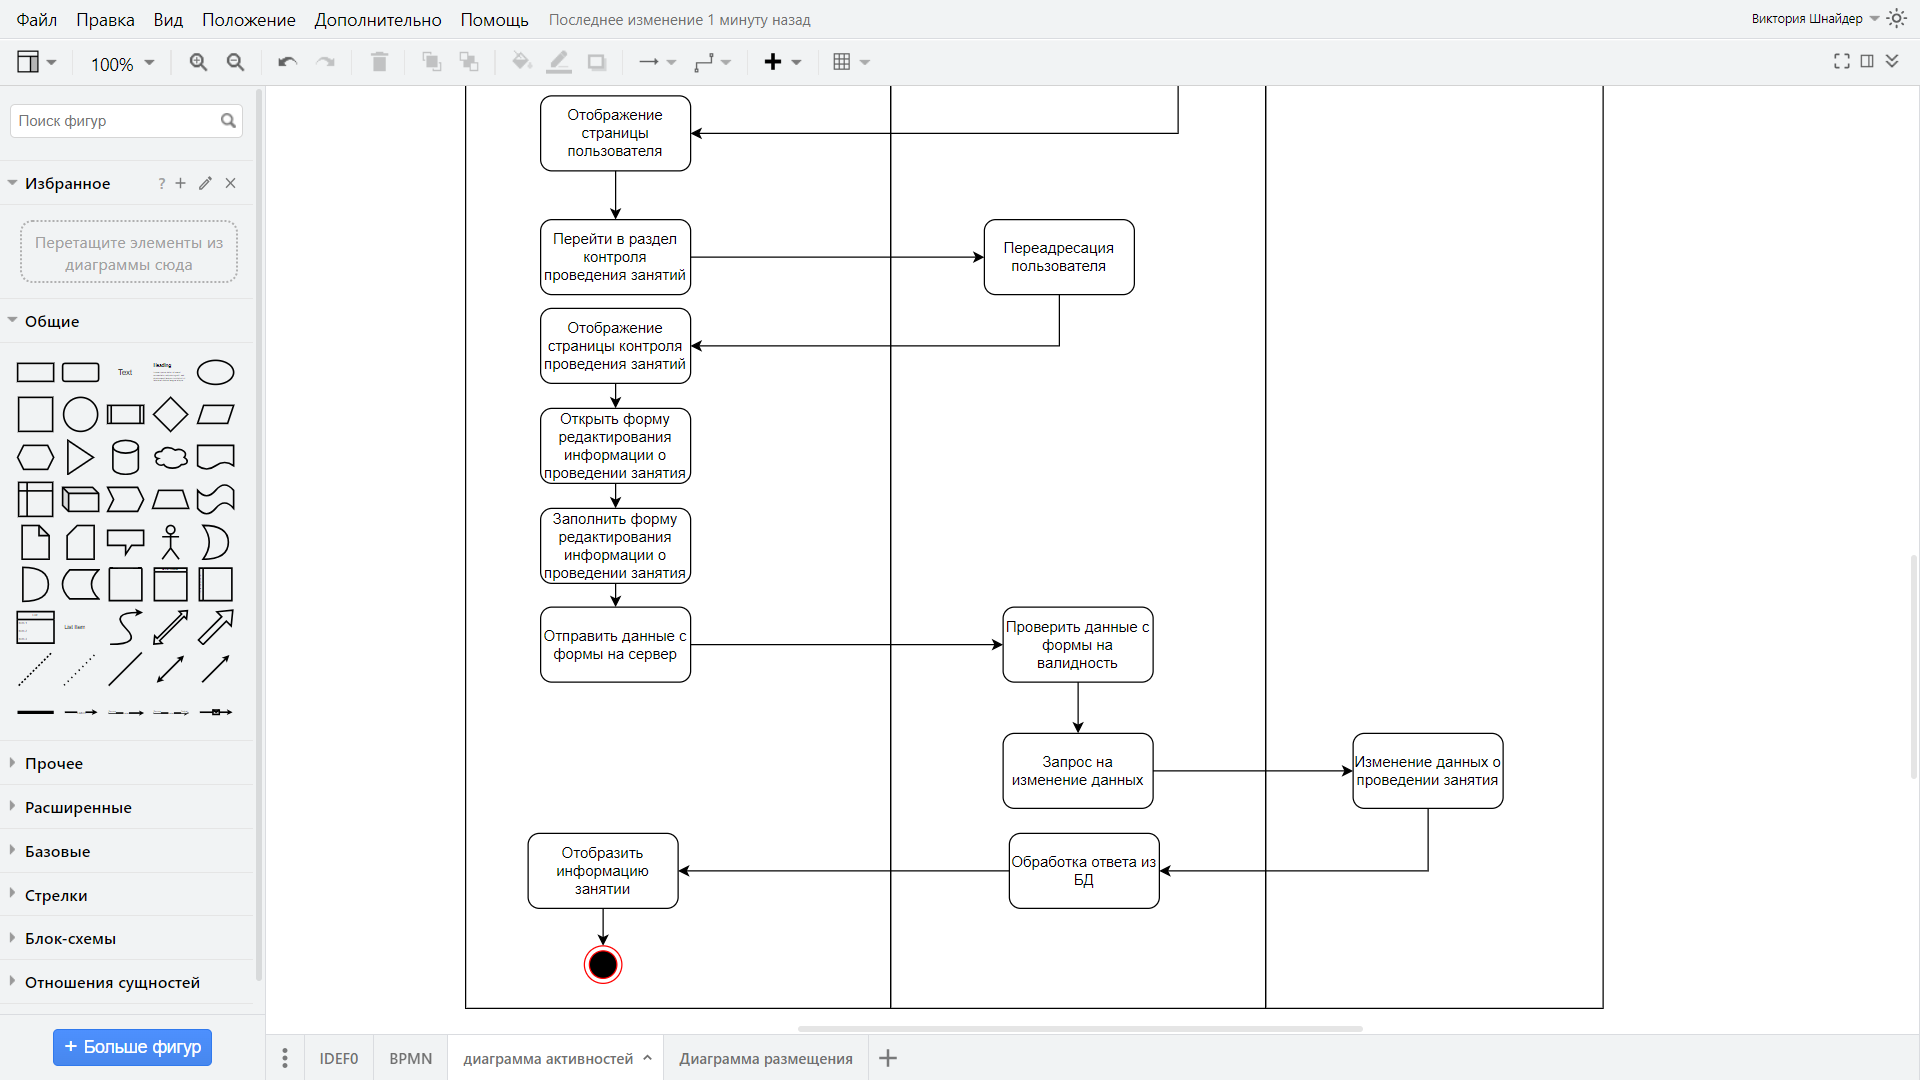 Файл Правка Вид Положение Дополнительно Помощь Последнее изменение 1 минуту назад Виктория Шнайдер
100%
Поиск фигур
Избранное ?
Перетащите элементы из
диаграммы сюда
Общие
Text Heading
List Item
Прочее
Расширенные
Базовые
Стрелки
Блок-схемы
Отношения сущностей
+ Больше фигур
Отображение
страницы
пользователя
Перейти в раздел
контроля
проведения занятий
Переадресация
пользователя
Отображение
страницы контроля
проведения занятий
Открыть форму
редактирования
информации о
проведении занятия
Заполнить форму
редактирования
информации о
проведении занятия
Отправить данные с
формы на сервер
Проверить данные с
формы на
валидность
Запрос на
изменение данных
Изменение данных о
проведении занятия
Обработка ответа из
БД
Отобразить
информацию
занятии
IDEF0 BPMN диаграмма активностей Диаграмма размещения